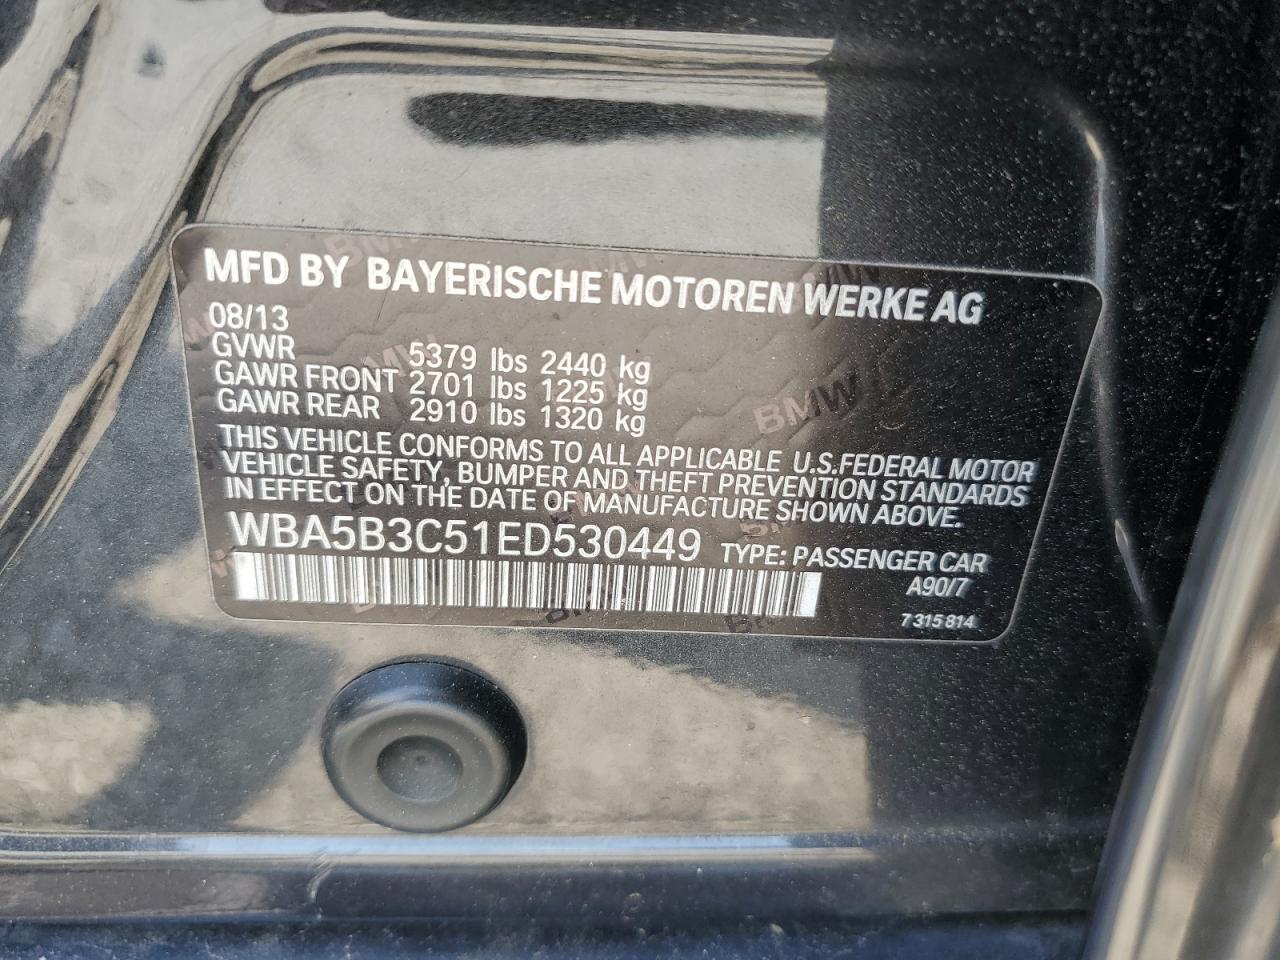 MFD BY BAYERISCHE MOTOREN WERKE AG
08/13
GVWR 5379 lbs 2440 kg
GAWR FRONT 2701 lbs 1225 kg
GAWR REAR 2910 lbs 1320 kg
THIS VEHICLE CONFORMS TO ALL APPLICABLE U.S.FEDERAL MOTOR
VEHICLE SAFETY, BUMPER AND THEFT PREVENTION STANDARDS
IN EFFECT ON THE DATE OF MANUFACTURE SHOWN ABOVE.
WBA5B3C51ED530449 TYPE: PASSENGER CAR
A90/7
7 315 814